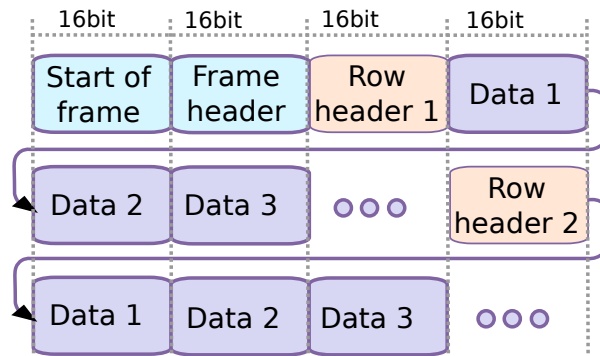 16bit 16bit 16bit 16bit
Start of
frame
Frame
header
Row
header 1
Data 1
Data 2
Data 3
Row
header 2
Data 1
Data 2
Data 3